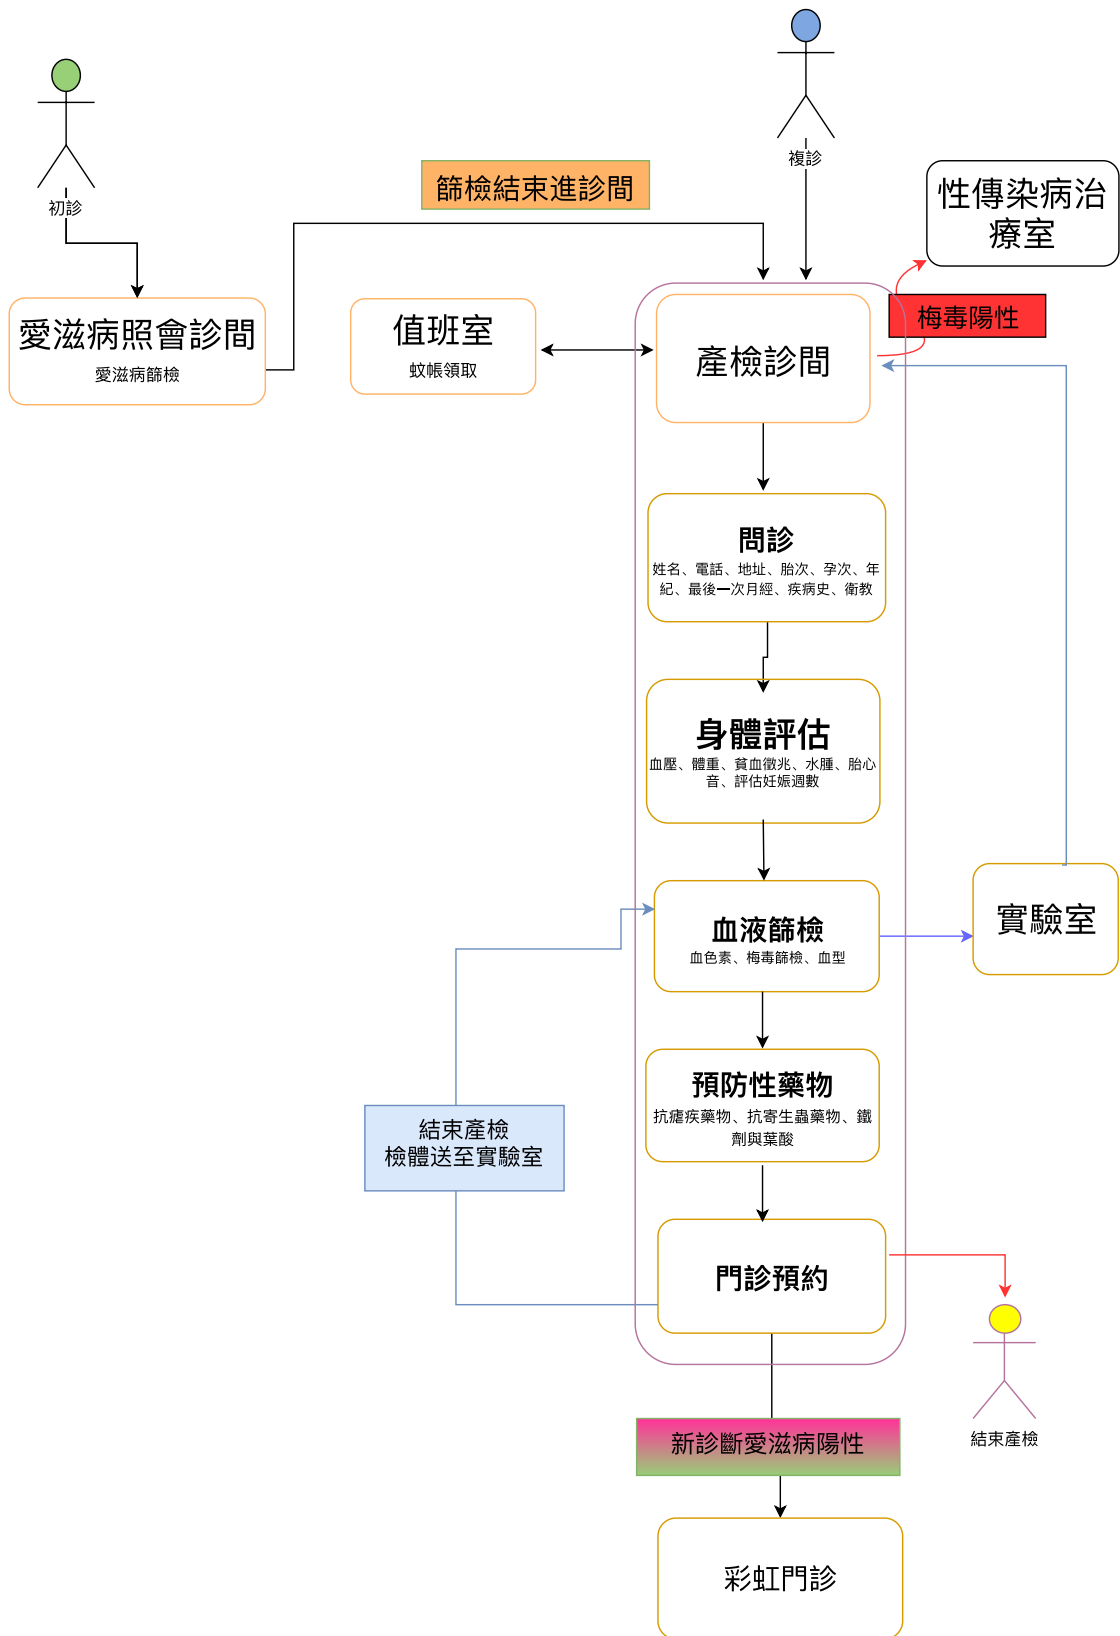 複診
初診
篩檢結束進診間
性傳染病治
療室
梅毒陽性
愛滋病照會診間
愛滋病篩檢
值班室
蚊帳領取
產檢診間
問診
姓名、電話、地址、胎次、孕次、年
紀、最後一次月經、疾病史、衛教
身體評估
血壓、體重、貧血徵兆、水腫、胎心
音、評估妊娠週數
血液篩檢
血色素、梅毒篩檢、血型
實驗室
預防性藥物
抗瘧疾藥物、抗寄生蟲藥物、鐵
劑與葉酸
結束產檢
檢體送至實驗室
門診預約
結束產檢
新診斷愛滋病陽性
彩虹門診